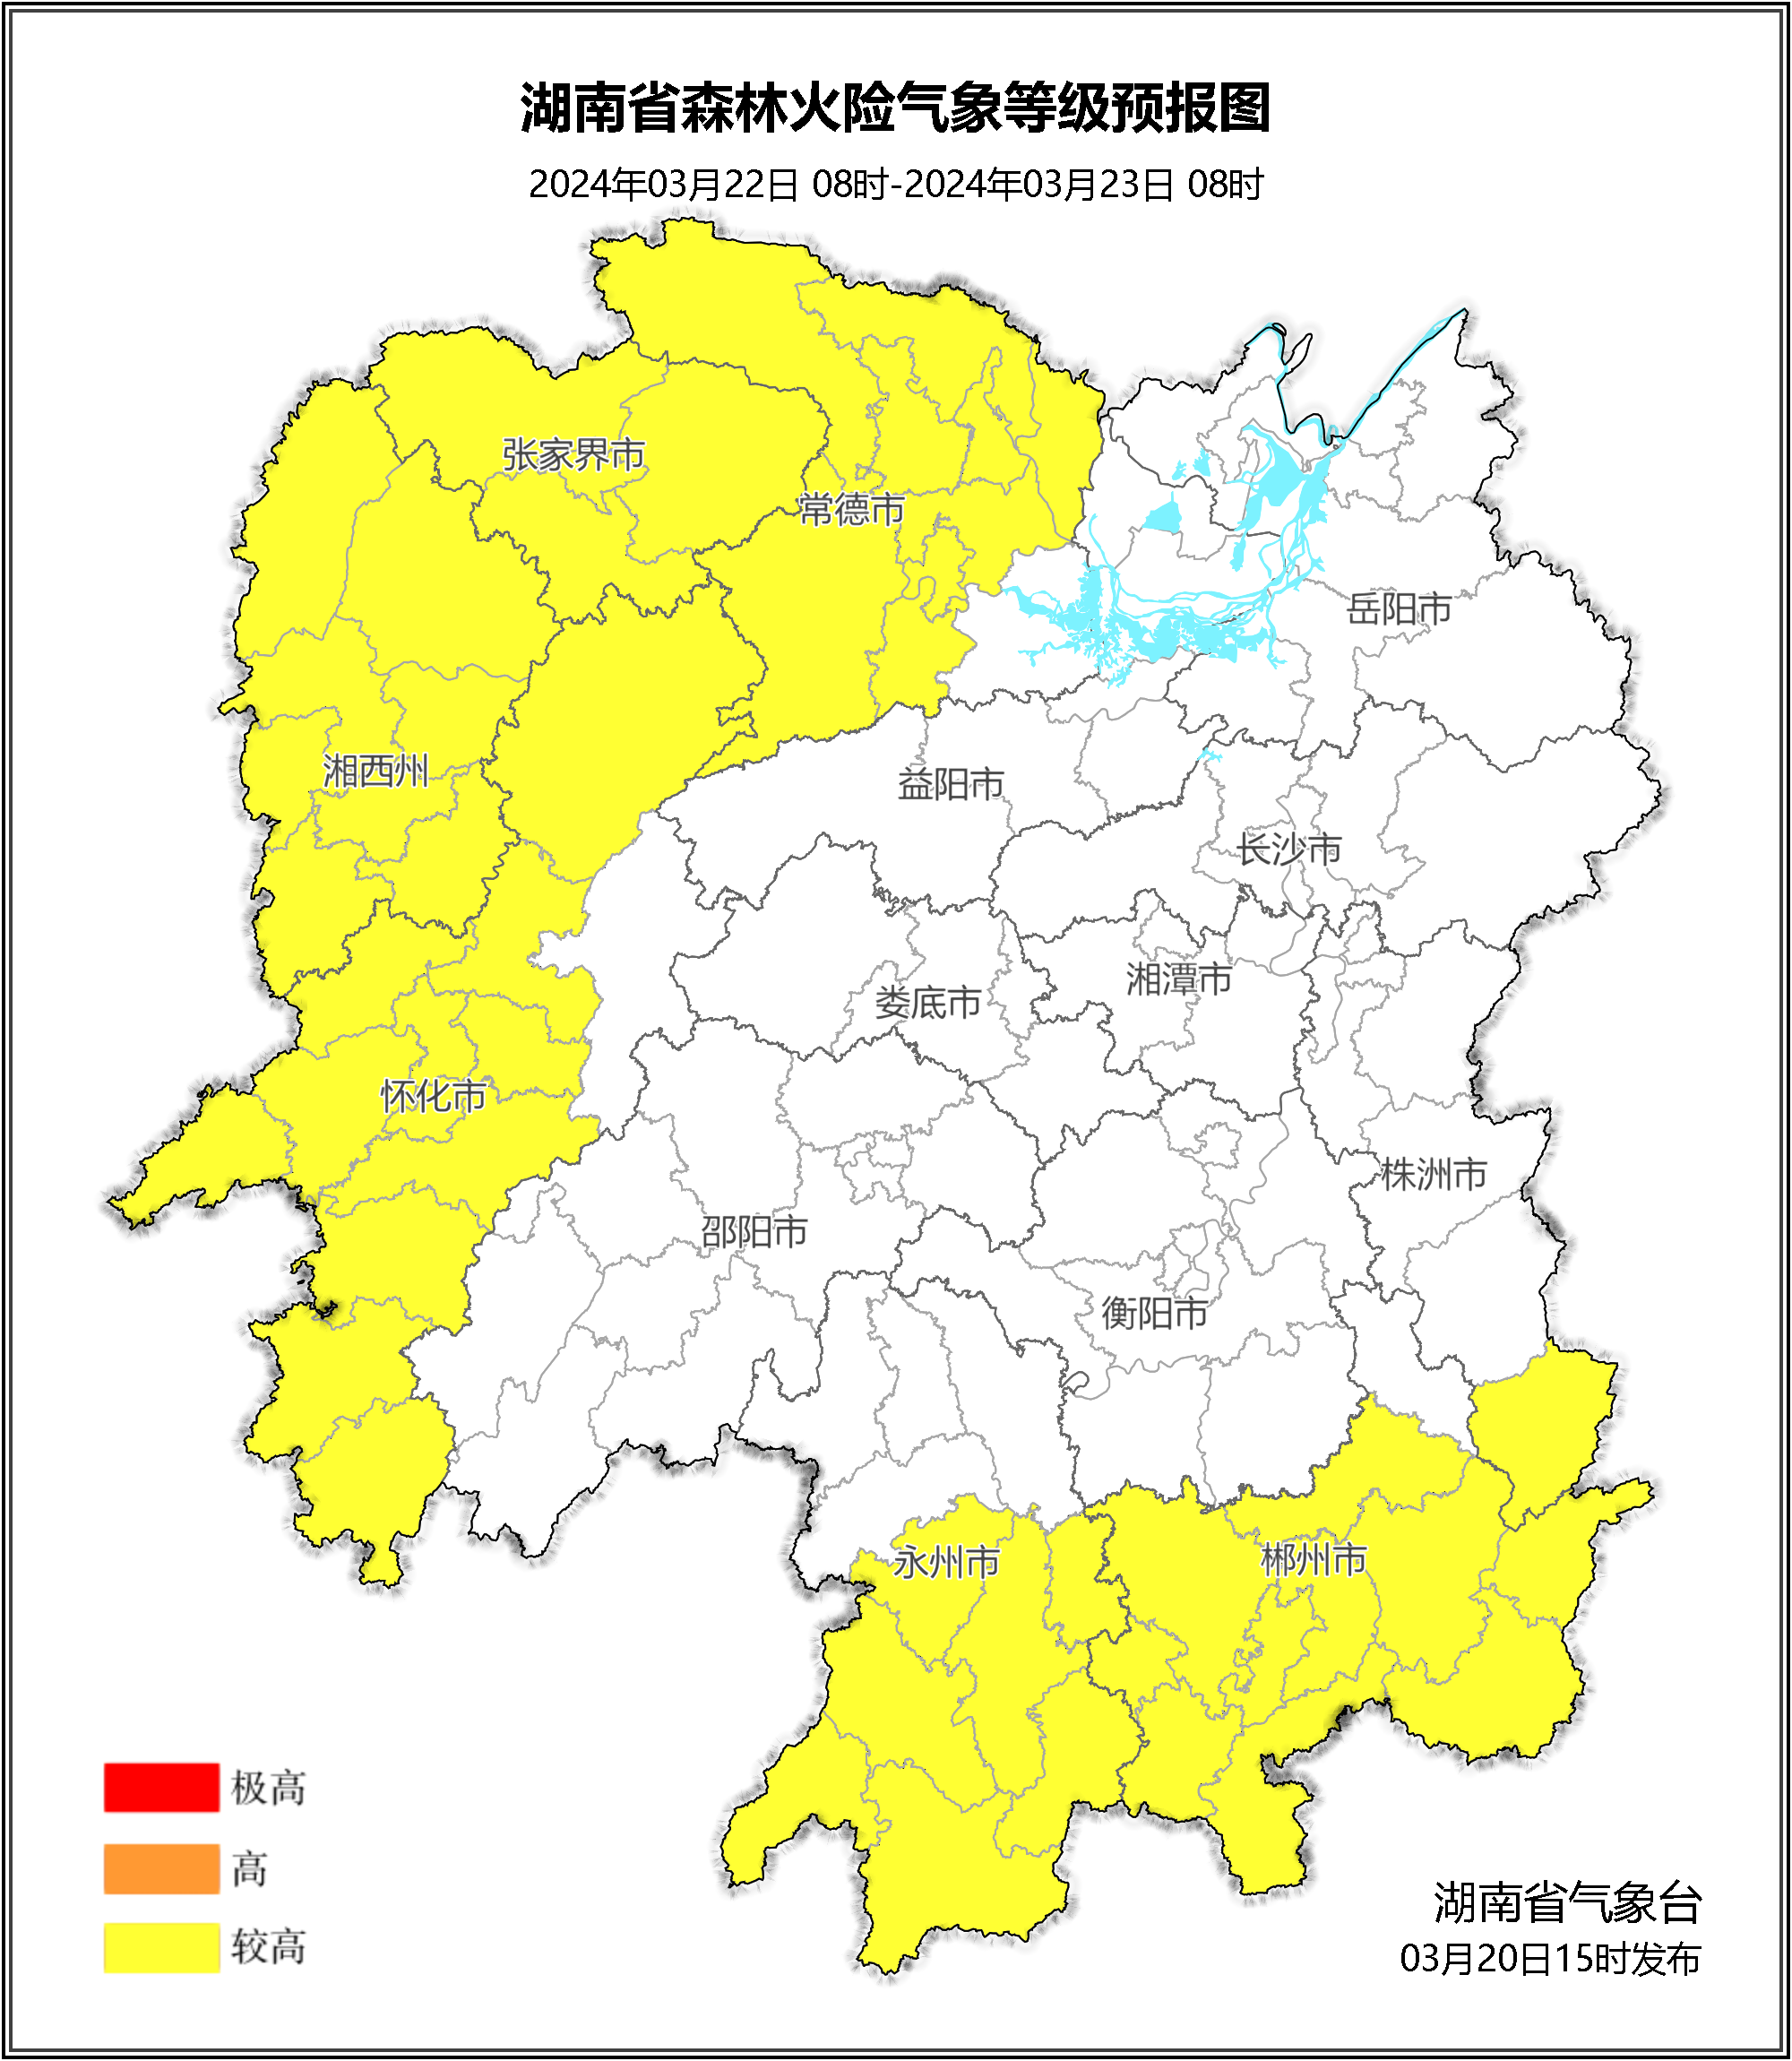 湖南省森林火险气象等级预报图
2024年03月22日 08时-2024年03月23日 08时
张家界市
常德市
岳阳市
湘西州
益阳市
长沙市
湘潭市
娄底市
怀化市
株洲市
邵阳市
衡阳市
永州市
郴州市
极高
高
较高
湖南省气象台
03月20日15时发布